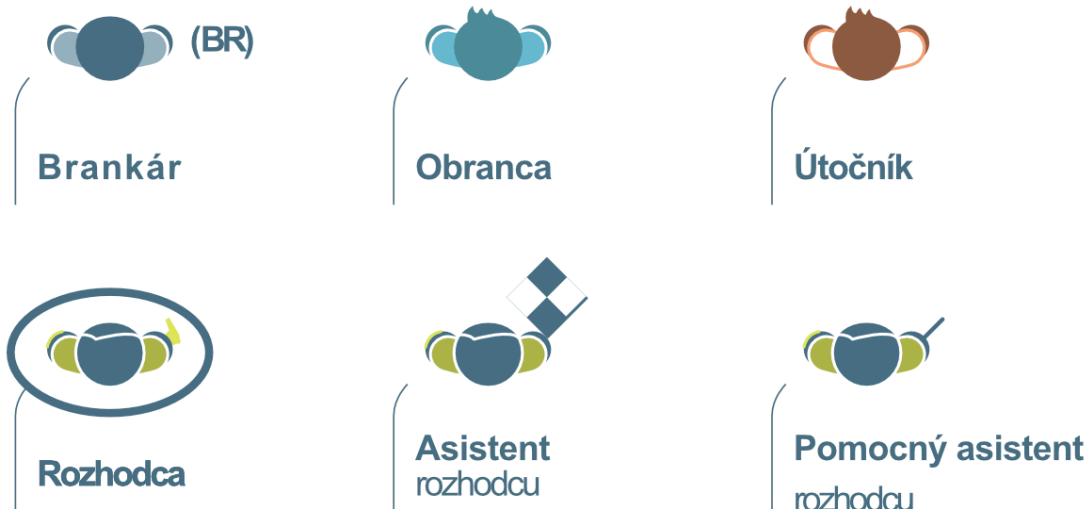 (BR)
Brankár
Obranca
Útočník
Rozhodca
Asistent
rozhodcu
Pomocný asistent
rozhodcu